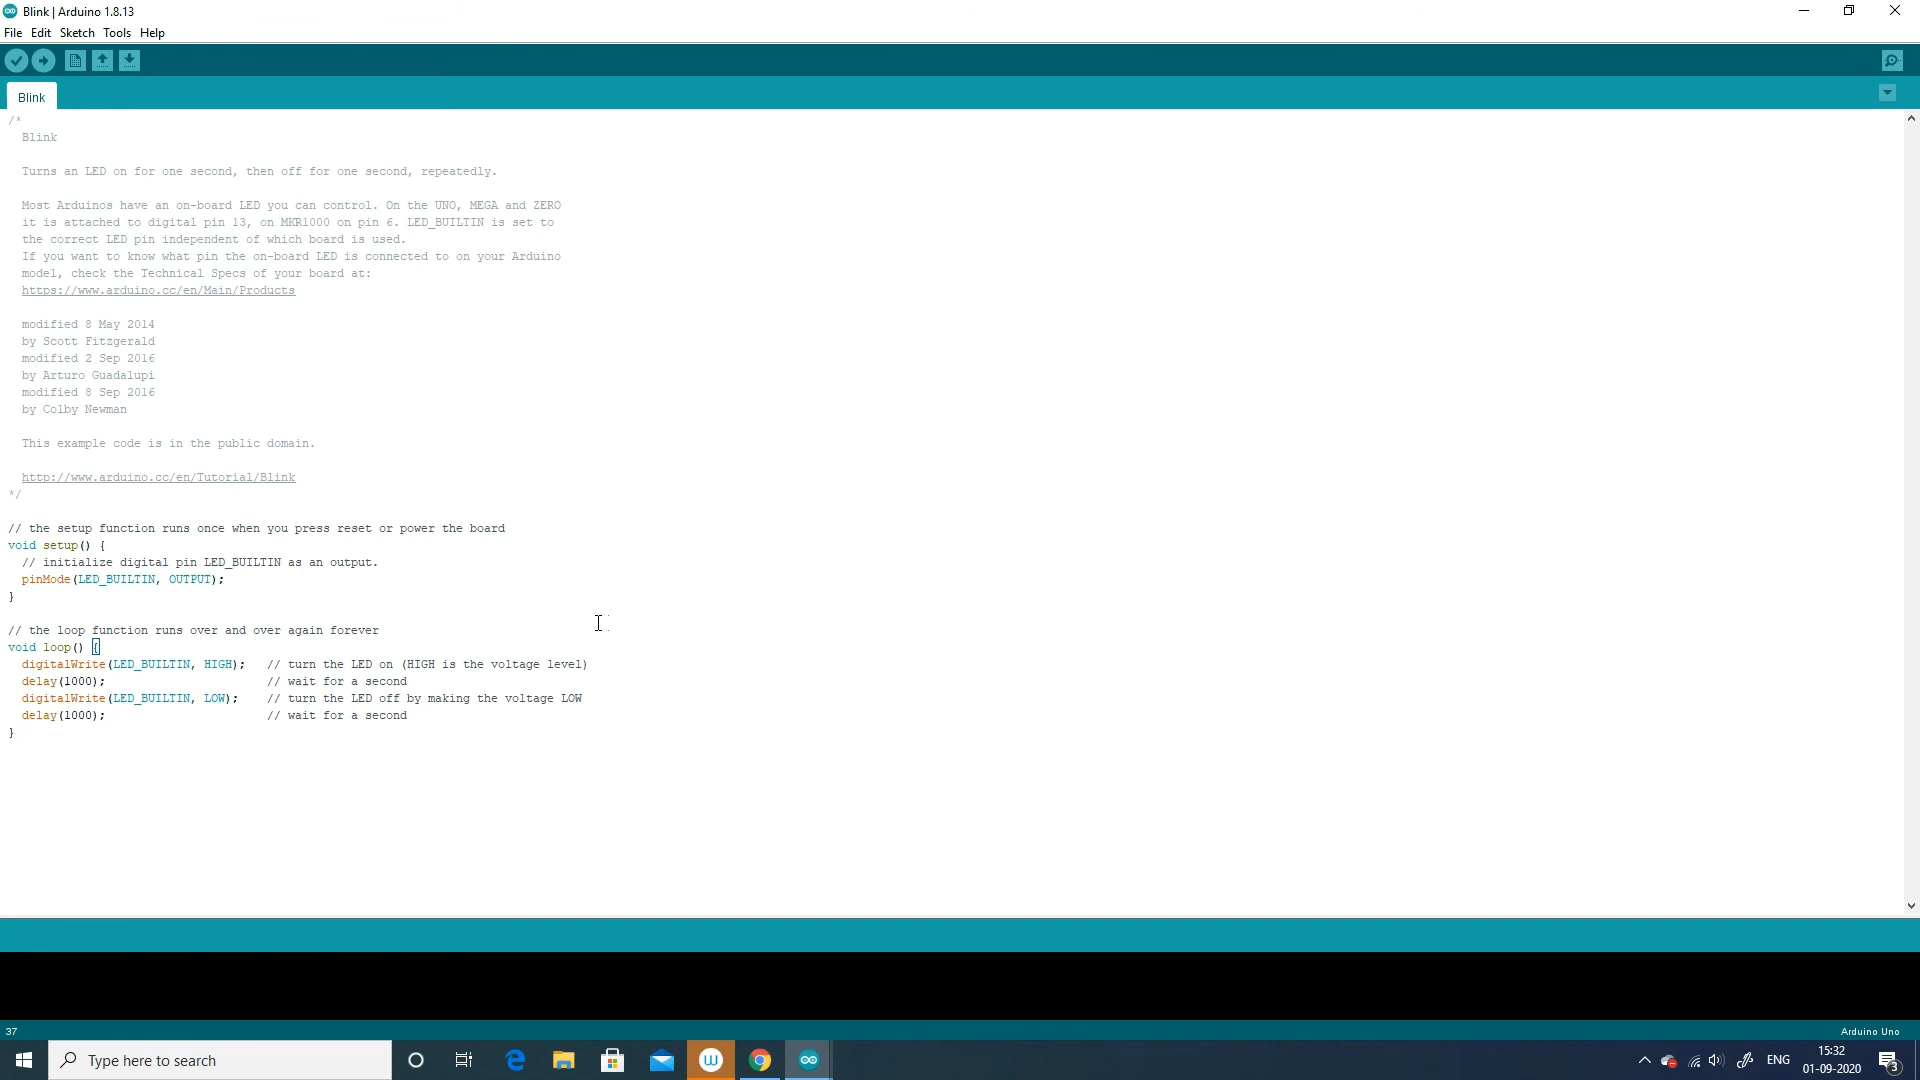 Blink | Arduino 1.8.13
File Edit Sketch Tools Help
Blink
/*
Blink
Turns an LED on for one second, then off for one second, repeatedly.
Most Arduinos have an on-board LED you can control. On the UNO, MEGA and ZERO
it is attached to digital pin 13, on MKR1000 on pin 6. LED_BUILTIN is set to
the correct LED pin independent of which board is used.
If you want to know what pin the on-board LED is connected to on your Arduino
model, check the Technical Specs of your board at:
https://www.arduino.cc/en/Main/Products
modified 8 May 2014
by Scott Fitzgerald
modified 2 Sep 2016
by Arturo Guadalupi
modified 8 Sep 2016
by Colby Newman
This example code is in the public domain.
http://www.arduino.cc/en/Tutorial/Blink
*/
// the setup function runs once when you press reset or power the board
void setup() {
// initialize digital pin LED_BUILTIN as an output.
pinMode(LED_BUILTIN, OUTPUT);
}
// the loop function runs over and over again forever
void loop() {
digitalWrite(LED_BUILTIN, HIGH);   // turn the LED on (HIGH is the voltage level)
delay(1000);                       // wait for a second
digitalWrite(LED_BUILTIN, LOW);    // turn the LED off by making the voltage LOW
delay(1000);                       // wait for a second
}
37
Arduino Uno
Type here to search
W
ENG
15:32
01-09-2020
3